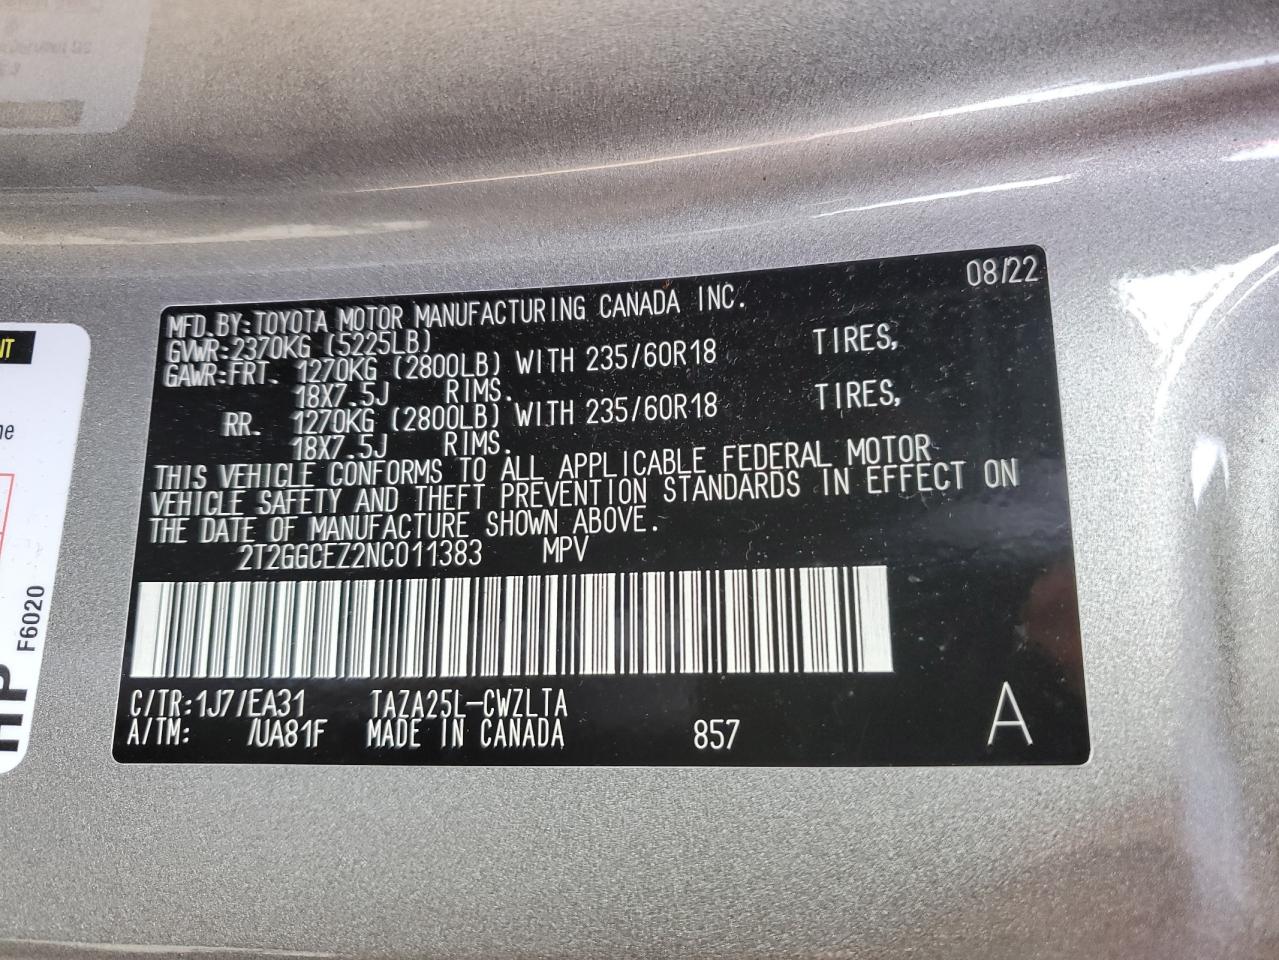 08/22
MFD.BY:TOYOTA MOTOR MANUFACTURING CANADA INC.
GVWR:2370KG (5225LB)
GAWR:FRT. 1270KG (2800LB) WITH 235/60R18 TIRES,
18X7.5J RIMS.
RR. 1270KG (2800LB) WITH 235/60R18 TIRES,
18X7.5J RIMS.
THIS VEHICLE CONFORMS TO ALL APPLICABLE FEDERAL MOTOR
VEHICLE SAFETY AND THEFT PREVENTION STANDARDS IN EFFECT ON
THE DATE OF MANUFACTURE SHOWN ABOVE.
2T2GGCEZ2NC011383 MPV
C/TR:1J7/EA31 TAZA25L-CWZLTA
A/TM: /UA81F MADE IN CANADA 857
A
F6020